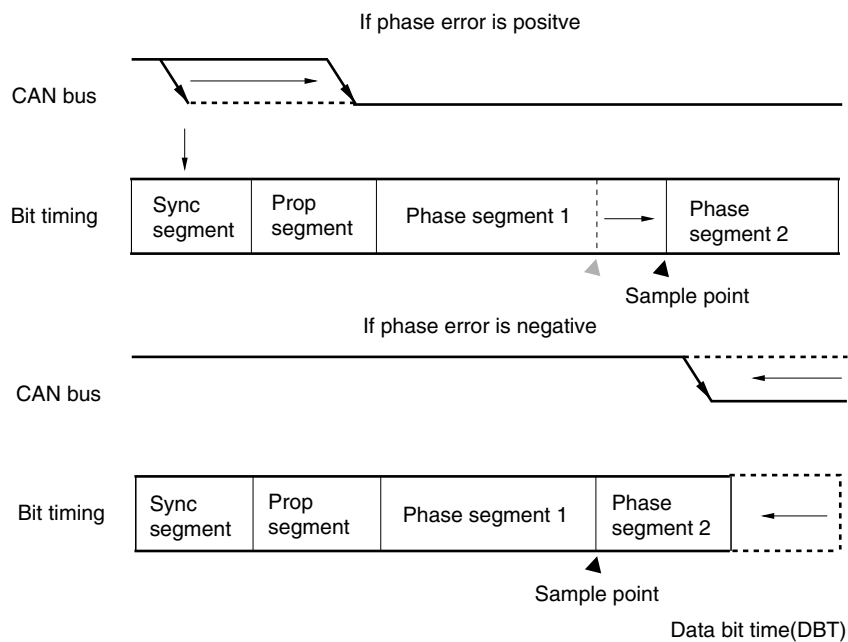 If phase error is positve
CAN bus
Bit timing
Sync segment
Prop segment
Phase segment 1
Phase segment 2
Sample point
If phase error is negative
CAN bus
Bit timing
Sync segment
Prop segment
Phase segment 1
Phase segment 2
Sample point
Data bit time(DBT)